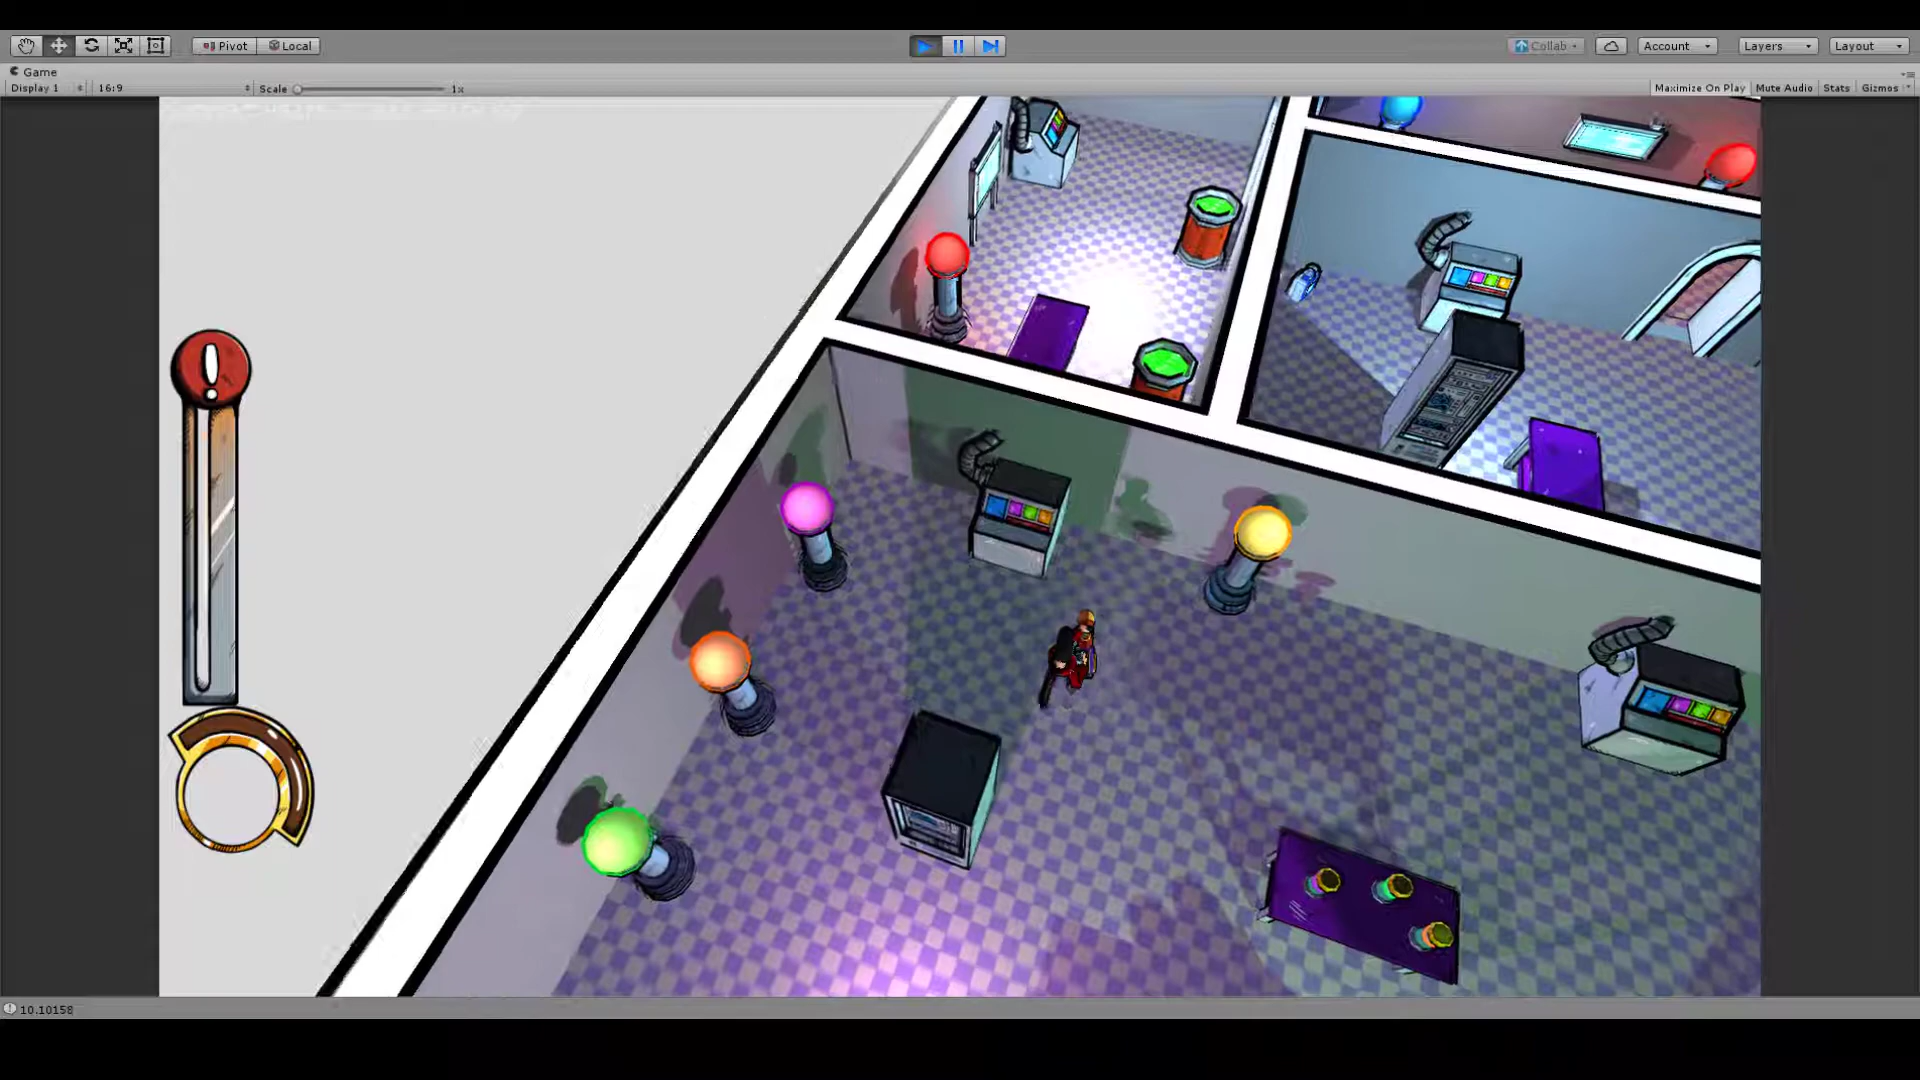 Pivot Local Collab Account Layers Layout
Game
Display 1 16:9 Scale 1x Maximize On Play Mute Audio Stats Gizmos
!
10.10158